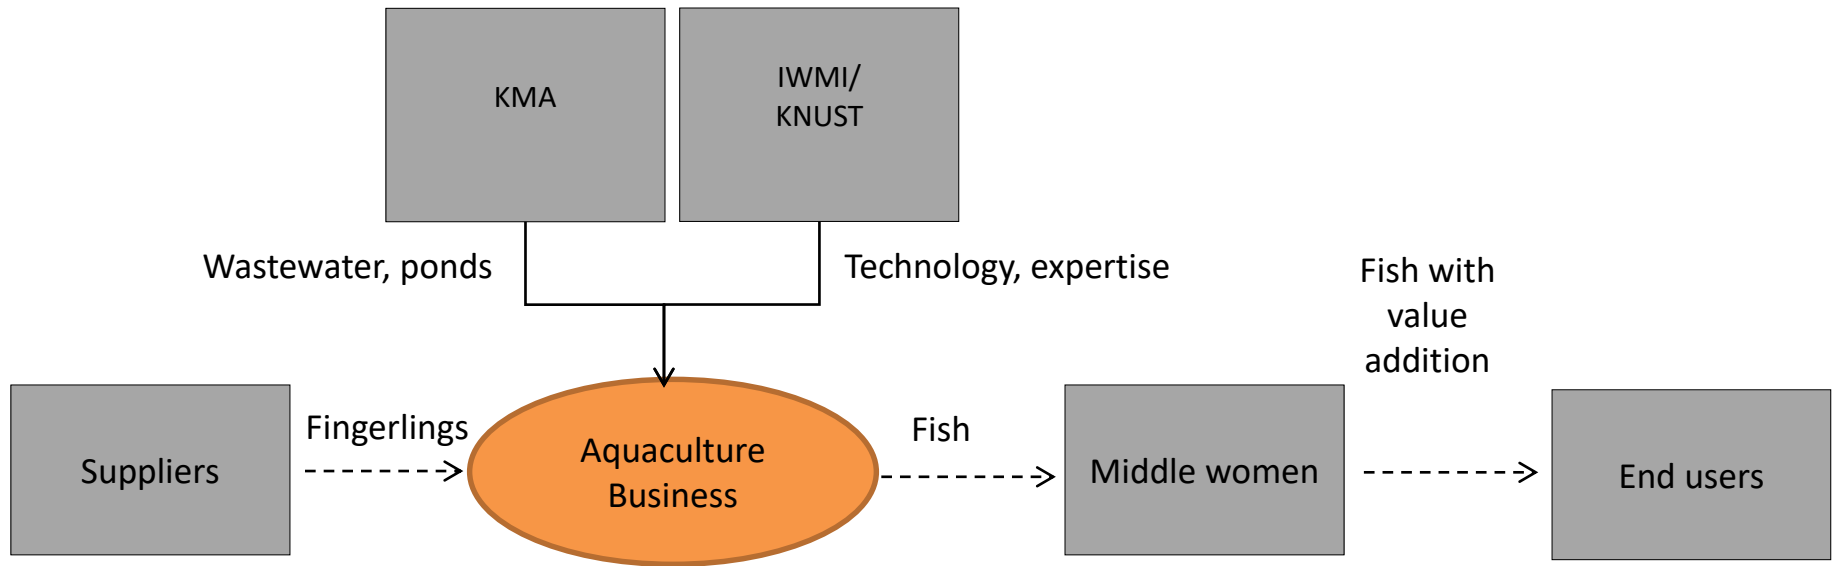 KMA
IWMI/
KNUST
Wastewater, ponds
Technology, expertise
Fish with
value
addition
Suppliers
Fingerlings
Aquaculture
Business
Fish
Middle women
End users